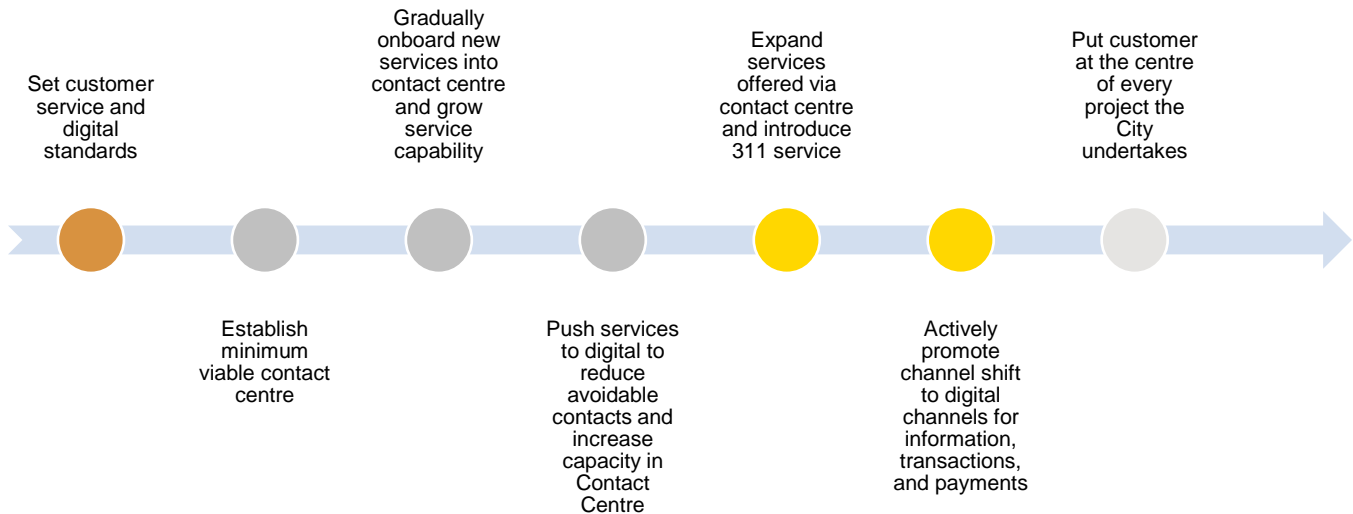 Set customer
service and
digital
standards
Establish
minimum
viable contact
centre
Gradually
onboard new
services into
contact centre
and grow
service
capability
Push services
to digital to
reduce
avoidable
contacts and
increase
capacity in
Contact
Centre
Expand
services
offered via
contact centre
and introduce
311 service
Actively
promote
channel shift
to digital
channels for
information,
transactions,
and payments
Put customer
at the centre
of every
project the
City
undertakes